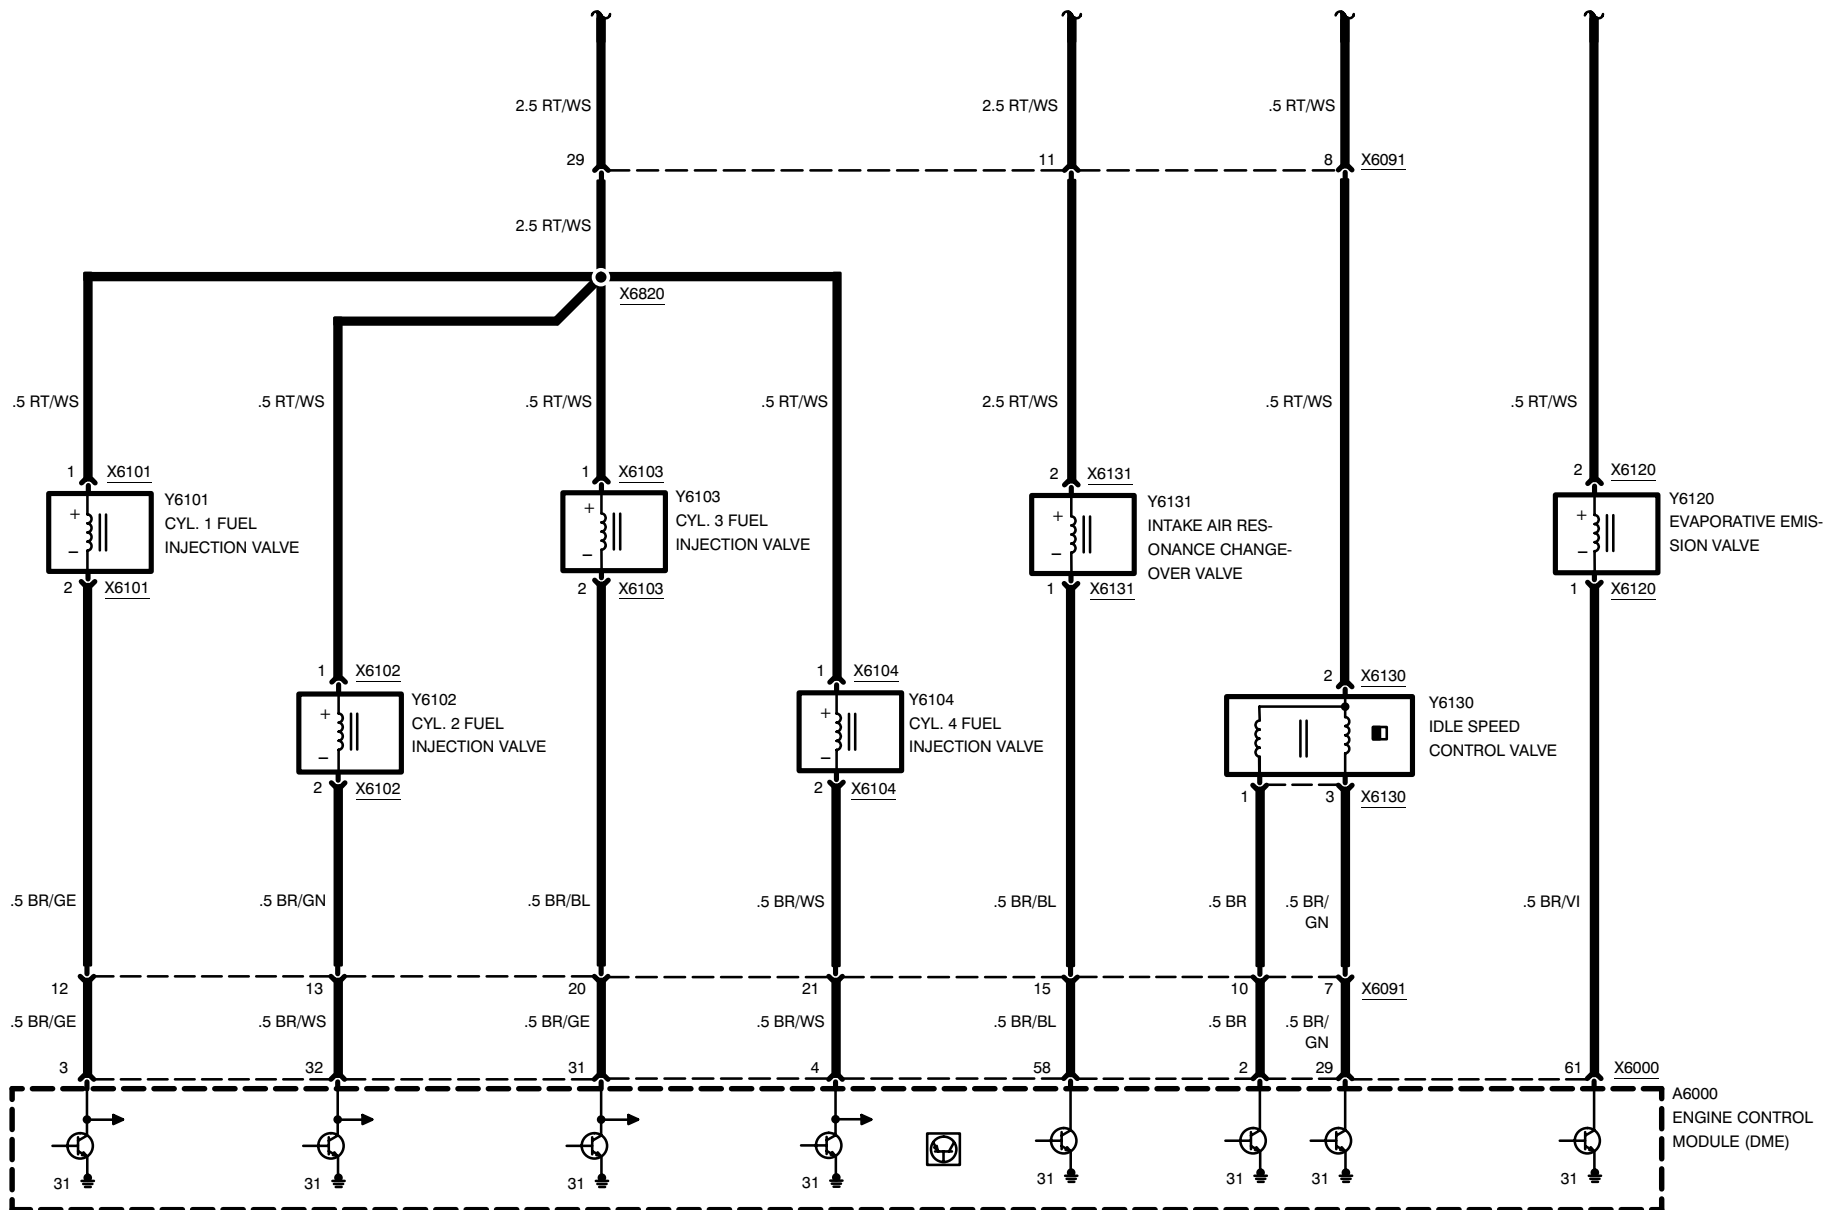 2.5 RT/WS 2.5 RT/WS .5 RT/WS
29 11 8 X6091
2.5 RT/WS
X6820
.5 RT/WS .5 RT/WS .5 RT/WS .5 RT/WS 2.5 RT/WS .5 RT/WS .5 RT/WS
1 X6101
Y6101
CYL. 1 FUEL
INJECTION VALVE
+
−
2 X6101
1 X6103
Y6103
CYL. 3 FUEL
INJECTION VALVE
+
−
2 X6103
2 X6131
Y6131
INTAKE AIR RES-
ONANCE CHANGE-
OVER VALVE
+
−
1 X6131
2 X6120
Y6120
EVAPORATIVE EMIS-
SION VALVE
+
−
1 X6120
1 X6102
Y6102
CYL. 2 FUEL
INJECTION VALVE
+
−
2 X6102
1 X6104
Y6104
CYL. 4 FUEL
INJECTION VALVE
+
−
2 X6104
2 X6130
Y6130
IDLE SPEED
CONTROL VALVE
1 3 X6130
.5 BR/GE .5 BR/GN .5 BR/BL .5 BR/WS .5 BR/BL .5 BR .5 BR/ .5 BR/VI
GN
12 13 20 21 15 10 7 X6091
.5 BR/GE .5 BR/WS .5 BR/GE .5 BR/WS .5 BR/BL .5 BR .5 BR/
GN
3 32 31 4 58 2 29 61 X6000
A6000
ENGINE CONTROL
MODULE (DME)
31 31 31 31 31 31 31 31